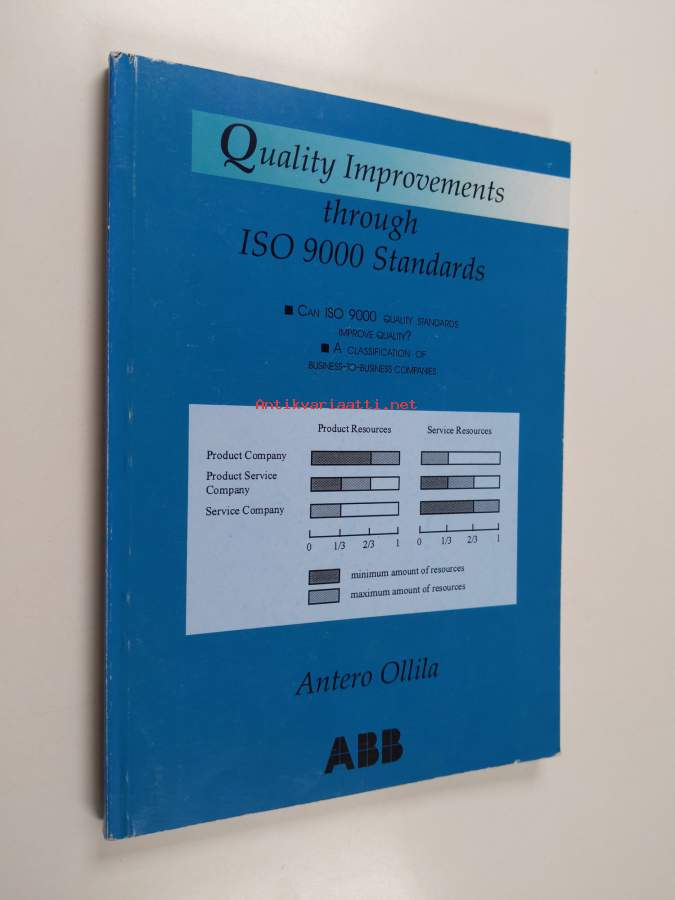 Quality Improvements
through
ISO 9000 Standards
■ CAN ISO 9000 QUALITY STANDARDS
IMPROVE QUALITY?
■ A CLASSIFICATION OF
BUSINESS-TO-BUSINESS COMPANIES
Antikvariaatti.net
Product Resources Service Resources
Product Company
Product Service
Company
Service Company
0 1/3 2/3 1 0 1/3 2/3 1
minimum amount of resources
maximum amount of resources
Antero Ollila
ABB